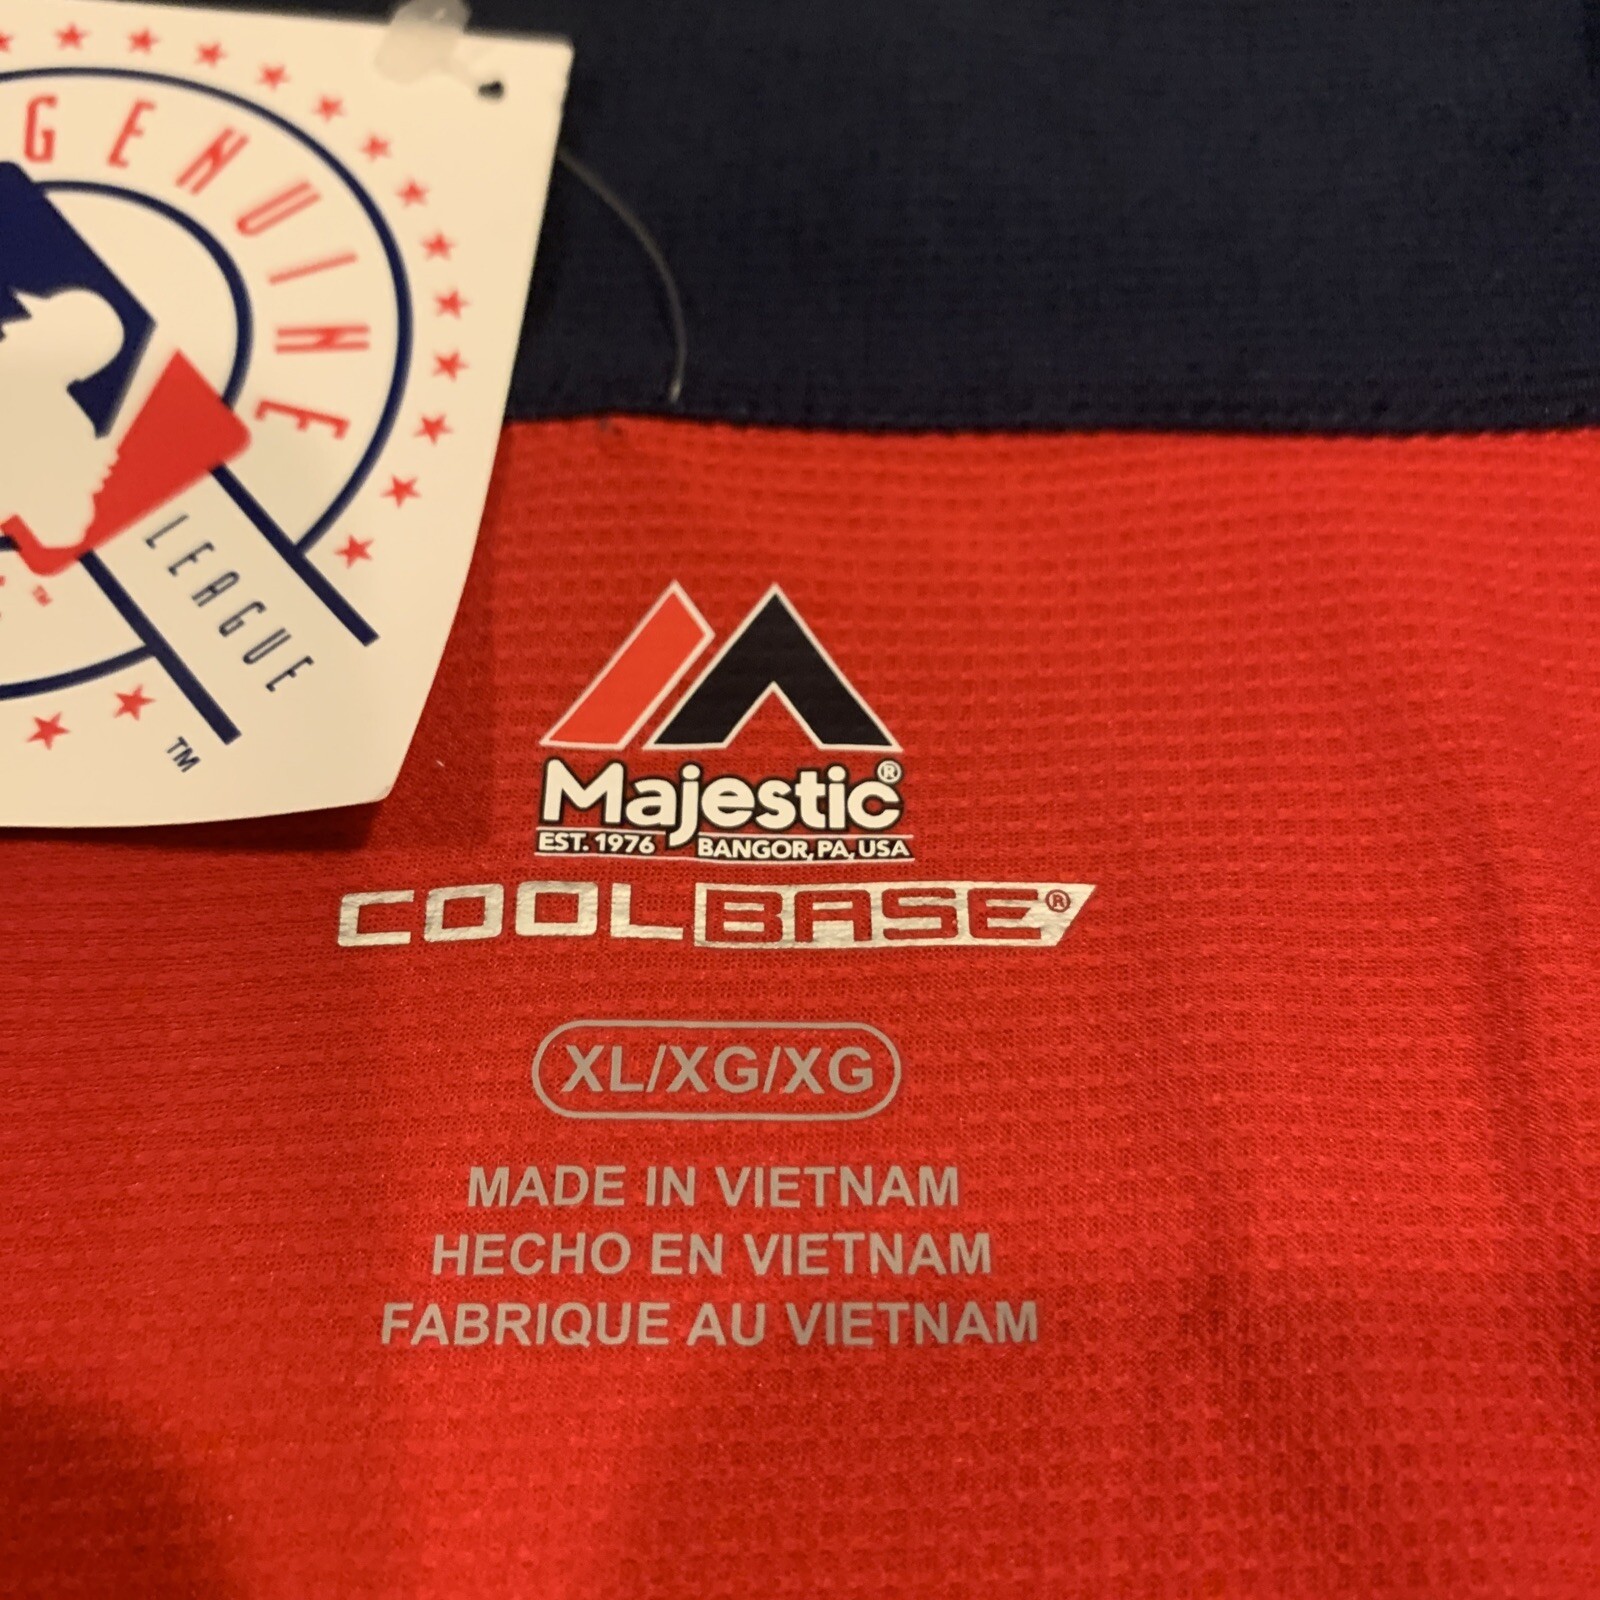 GENUINE
LEAGUE
TM
TM
Majestic®
EST. 1976 BANGOR, PA, USA
COOLBASE®
XL/XG/XG
MADE IN VIETNAM
HECHO EN VIETNAM
FABRIQUE AU VIETNAM